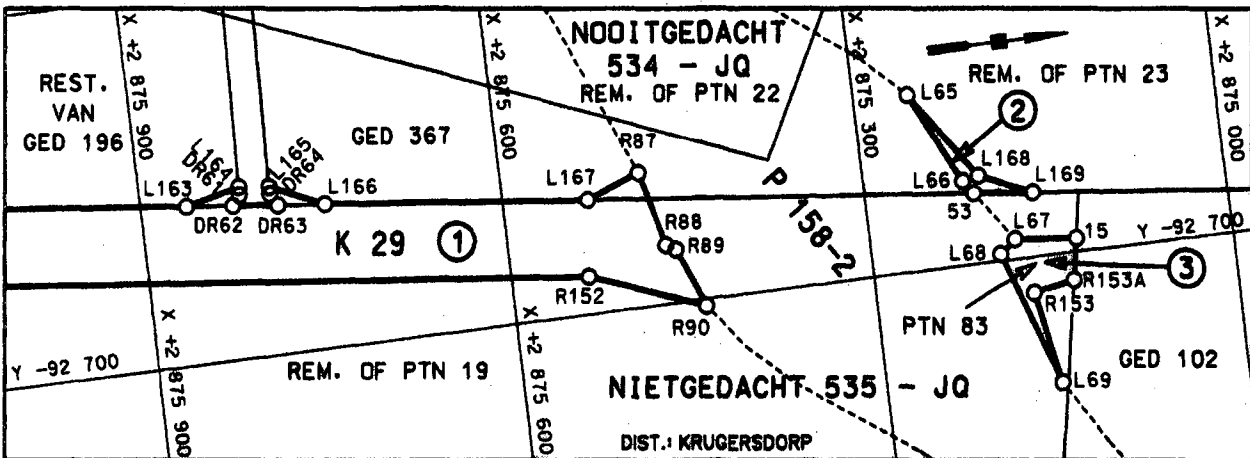 X +2 875 900
X +2 875 600
NOOITGEDACHT
534 - JQ
REM. OF PTN 22
X +2 875 300
REM. OF PTN 23
X +2 875 000
REST.
VAN
GED 196
GED 367
R87
L65
2
L164
DR61
L165
DR64
L163
DR62
DR63
L166
L167
P 158-2
L168
L66
L169
53
K 29
1
R88
R89
L67
15
Y -92 700
L68
3
R152
R90
R153A
R153
PTN 83
X +2 875 900
X +2 875 600
Y -92 700
REM. OF PTN 19
NIETGEDACHT 535 - JQ
L69
GED 102
DIST.: KRUGERSDORP